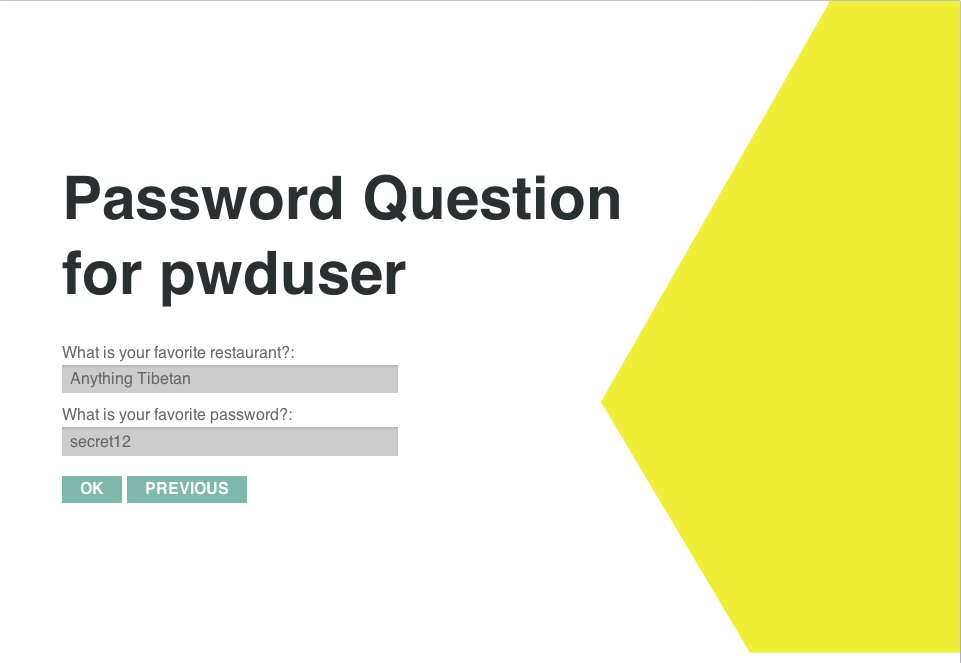 Password Question
for pwduser
What is your favorite restaurant?:
Anything Tibetan
What is your favorite password?:
secret12
OK PREVIOUS